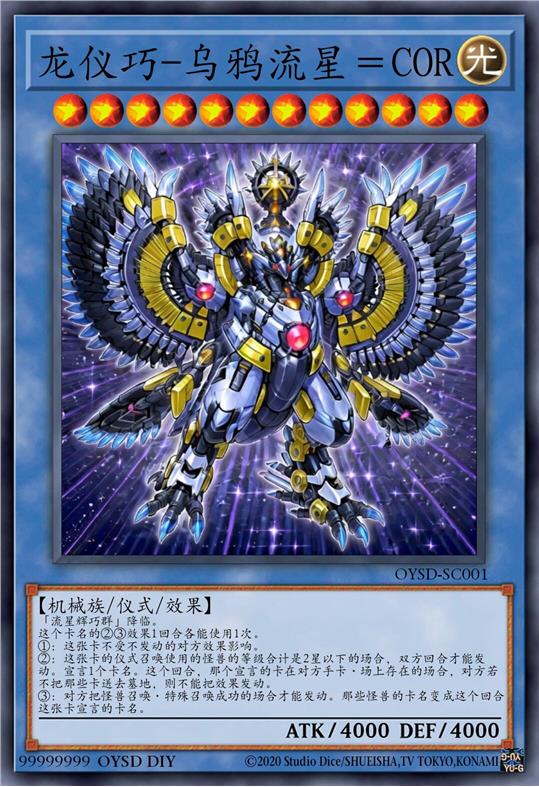 龙仪巧-乌鸦流星=COR
光
OYSD-SC001
【机械族/仪式/效果】
「流星辉巧群」降临。
这个卡名的②③效果1回合各能使用1次。
①：这张卡不受不发动的对方效果影响。
②：这张卡的仪式召唤使用的怪兽的等级合计是2星以下的场合，双方回合才能发
动。宣言1个卡名。这个回合，那个宣言的卡在对方手卡·场上存在的场合，对方若
不把那些卡送去墓地，则不能把效果发动。
③：对方把怪兽召唤·特殊召唤成功的场合才能发动。那些怪兽的卡名变成这个回合
这张卡宣言的卡名。
ATK/4000 DEF/4000
99999999 OYSD DIY
©2020 Studio Dice/SHUEISHA,TV TOKYO,KONAMI
YU-G